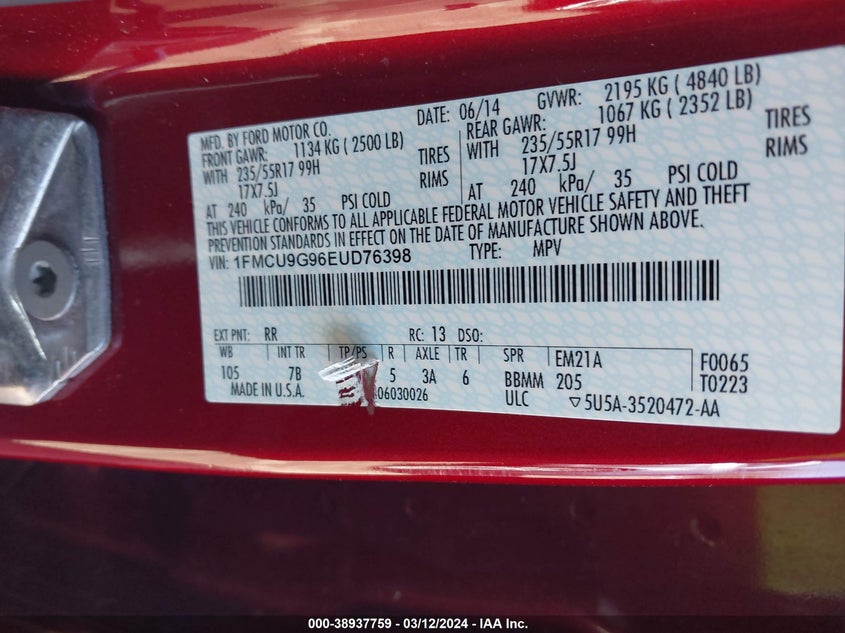 MFD. BY FORD MOTOR CO. DATE: 06/14 GVWR: 2195 KG ( 4840 LB)
FRONT GAWR: 1134 KG ( 2500 LB) REAR GAWR: 1067 KG ( 2352 LB)
WITH 235/55R17 99H TIRES WITH 235/55R17 99H TIRES
17X7.5J RIMS 17X7.5J RIMS
AT 240 kPa/ 35 PSI COLD AT 240 kPa/ 35 PSI COLD
THIS VEHICLE CONFORMS TO ALL APPLICABLE FEDERAL MOTOR VEHICLE SAFETY AND THEFT
PREVENTION STANDARDS IN EFFECT ON THE DATE OF MANUFACTURE SHOWN ABOVE.
VIN: 1FMCU9G96EUD76398 TYPE: MPV
EXT PNT: RR RC: 13 DSO:
WB INT TR TP/PS R AXLE TR SPR EM21A F0065
105 7B 5 3A 6 BBMM 205 T0223
MADE IN U.S.A. 06030026 ULC ▽5U5A-3520472-AA
000-38937759 - 03/12/2024 - IAA Inc.